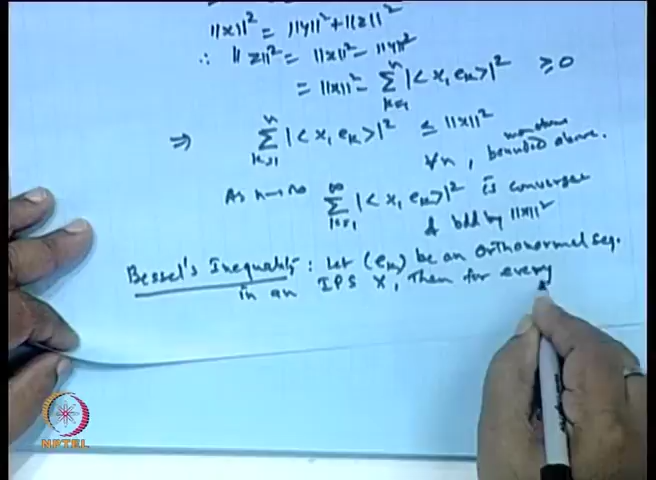 ||x||² = ||y||² + ||z||²
∴ ||z||² = ||x||² - ||y||²
= ||x||² - Σ_{k=1}^{n} |<x, e_k>|² ≥ 0
⇒ Σ_{k=1}^{n} |<x, e_k>|² ≤ ||x||²
∀n, monotone bounded above.
As n→∞ Σ_{k=1}^{∞} |<x, e_k>|² is convergent
& bdd by ||x||²
Bessel's Inequality : Let (e_k) be an orthonormal seq.
in an IPS X, Then for every
NPTEL